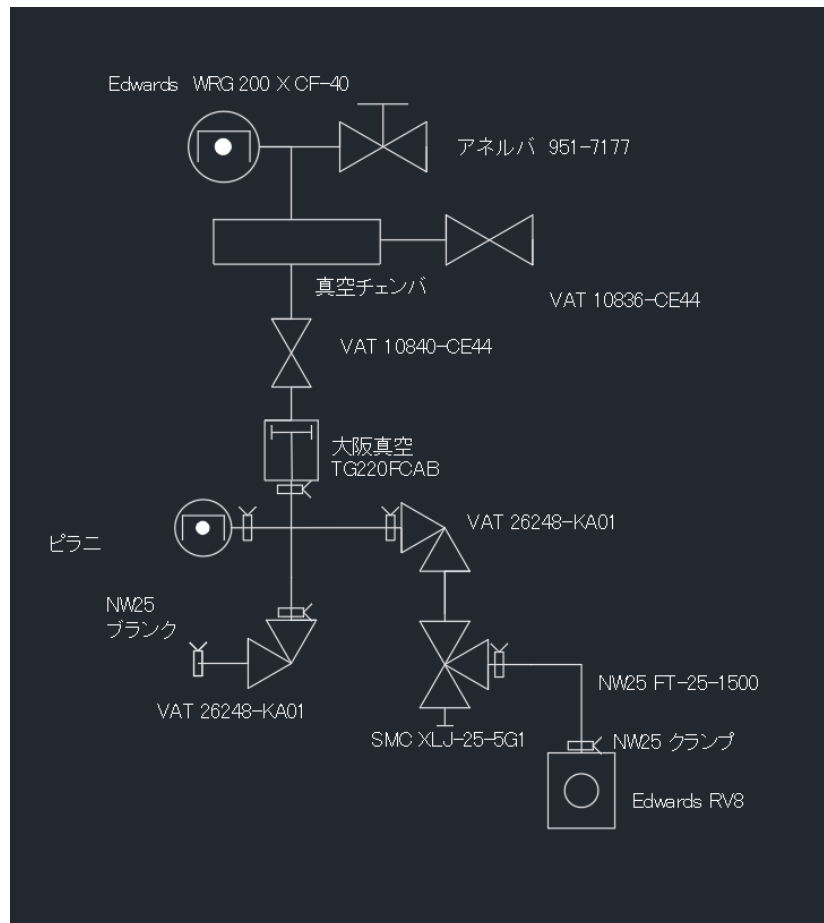 Edwards WRG 200 X CF-40
アネルバ 951-7177
真空チェンバ
VAT 10836-CE44
VAT 10840-CE44
大阪真空
TG220FCAB
VAT 26248-KA01
ピラニ
NW25
ブランク
VAT 26248-KA01
NW25 FT-25-1500
SMC XLJ-25-5G1
NW25 クランプ
Edwards RV8